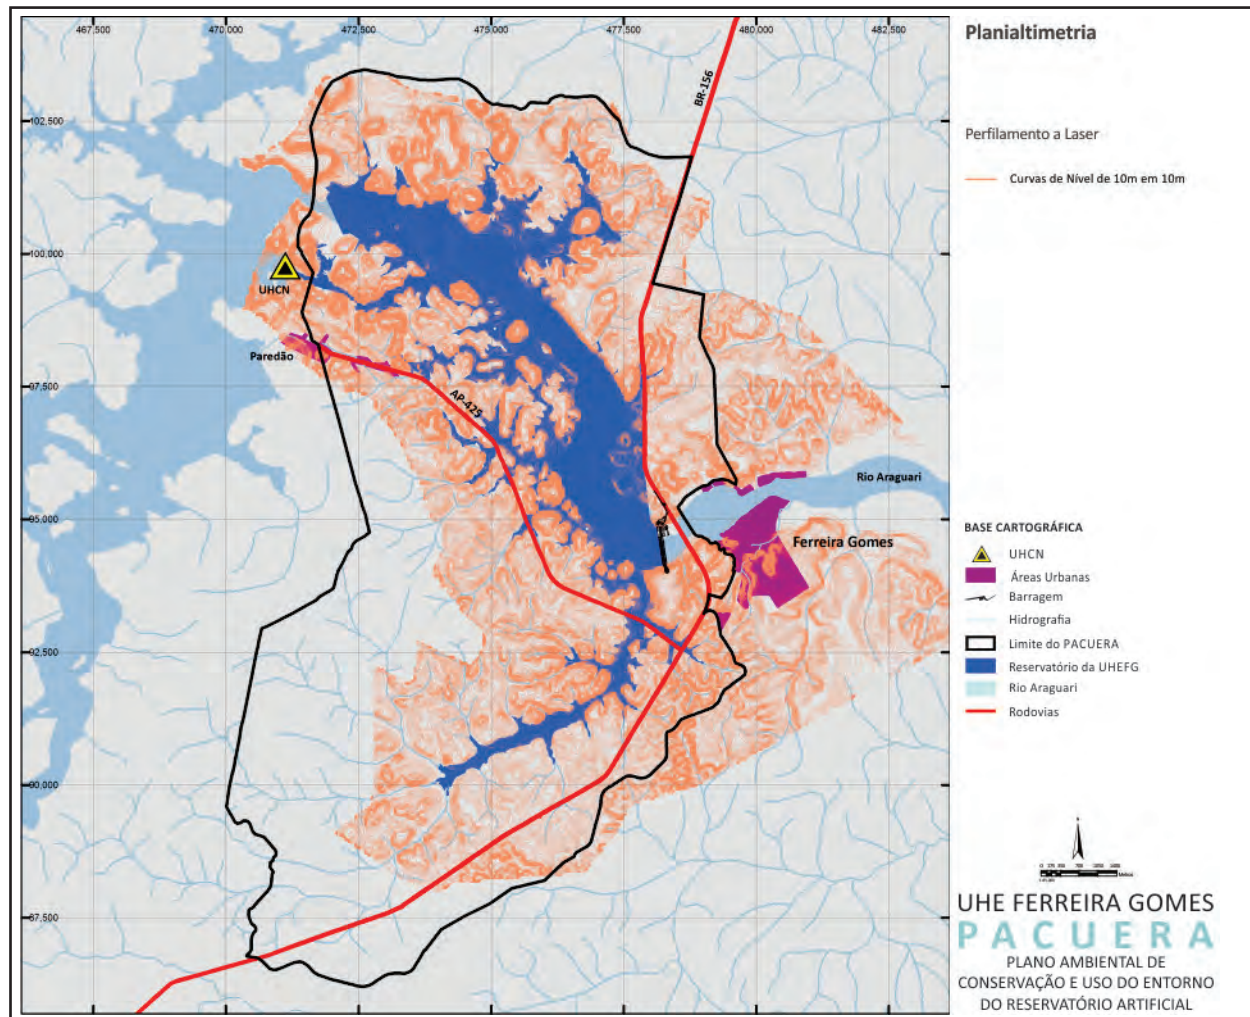 467,500
470,000
472,500
475,000
477,500
480,000
482,500
102,500
100,000
97,500
95,000
92,500
90,000
87,500
BR-156
UHCN
Paredão
AP-425
Rio Araguari
Ferreira Gomes
Planialtimetria
Perfilamento a Laser
Curvas de Nível de 10m em 10m
BASE CARTOGRÁFICA
UHCN
Áreas Urbanas
Barragem
Hidrografia
Limite do PACUERA
Reservatório da UHEFG
Rio Araguari
Rodovias
UHE FERREIRA GOMES
PACUERA
PLANO AMBIENTAL DE
CONSERVAÇÃO E USO DO ENTORNO
DO RESERVATÓRIO ARTIFICIAL